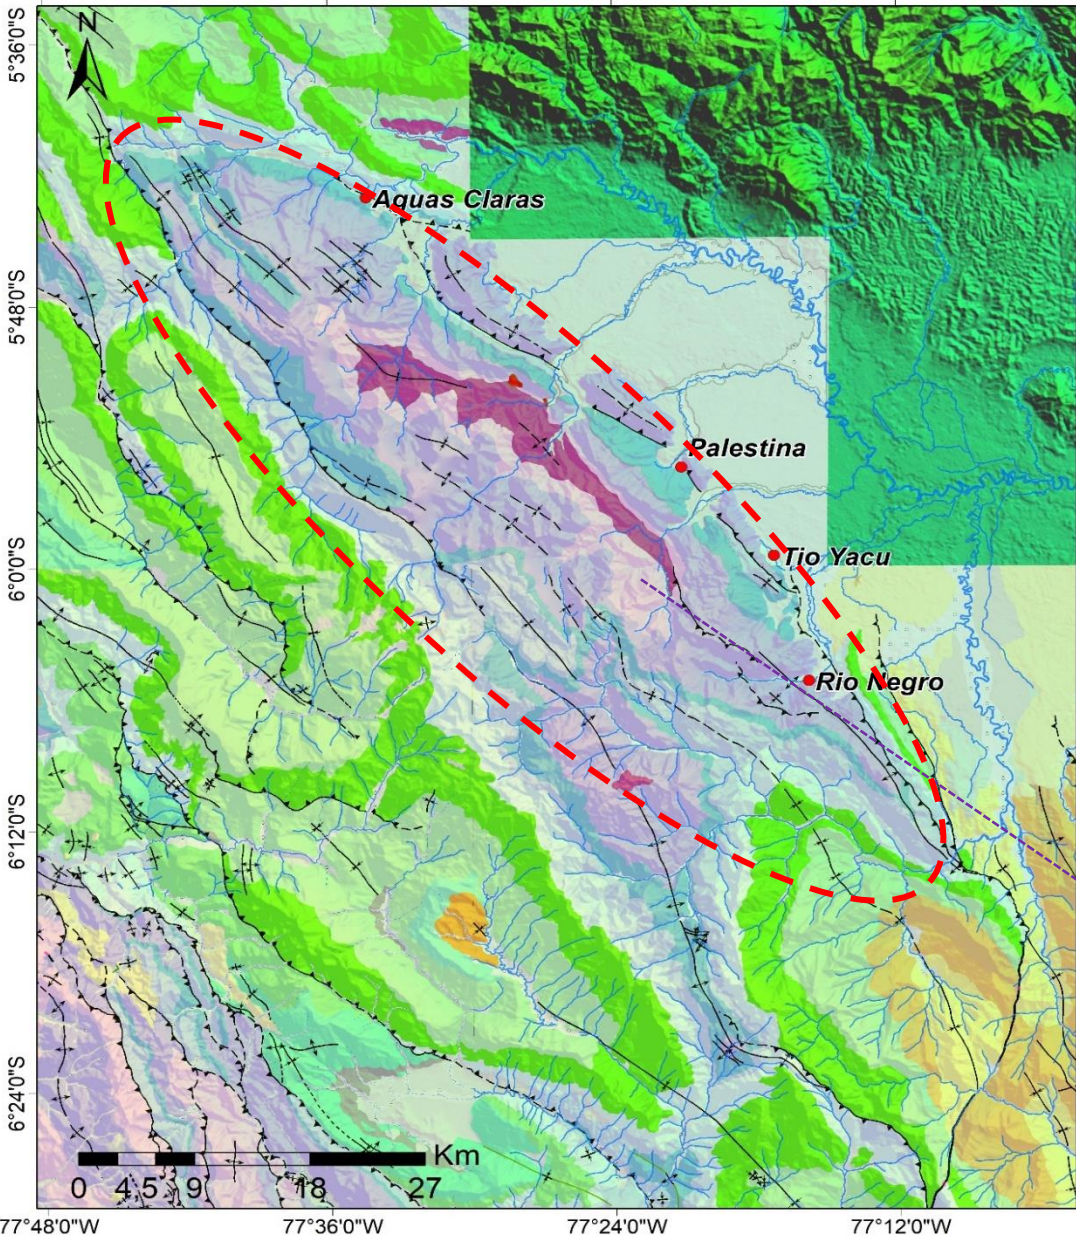 N
5°36'0"S
Aquas Claras
5°48'0"S
Palestina
Tio Yacu
6°0'0"S
Rio Negro
6°12'0"S
6°24'0"S
Km
0 4,5 9 18 27
77°48'0"W 77°36'0"W 77°24'0"W 77°12'0"W